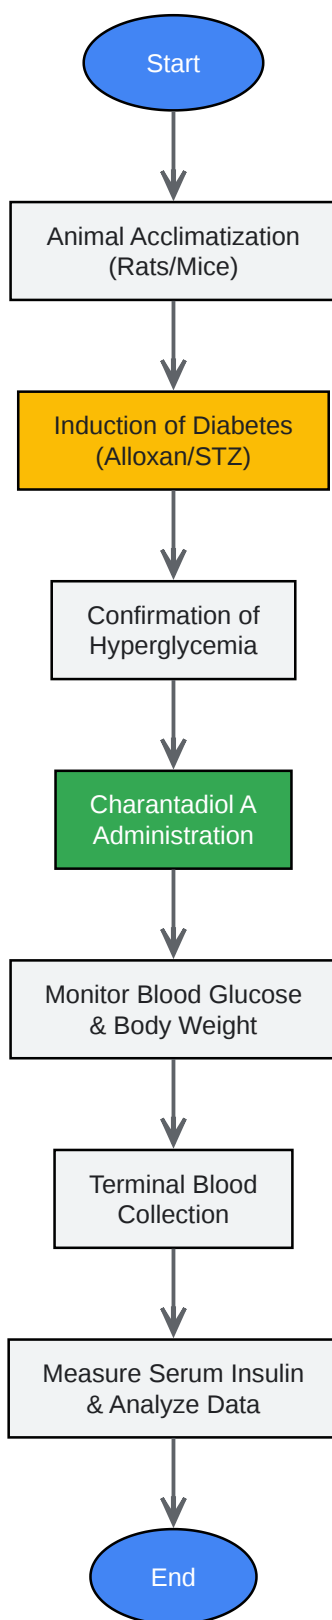 Start
Animal Acclimatization
(Rats/Mice)
Induction of Diabetes
(Alloxan/STZ)
Confirmation of
Hyperglycemia
Charantadiol A
Administration
Monitor Blood Glucose
& Body Weight
Terminal Blood
Collection
Measure Serum Insulin
& Analyze Data
End